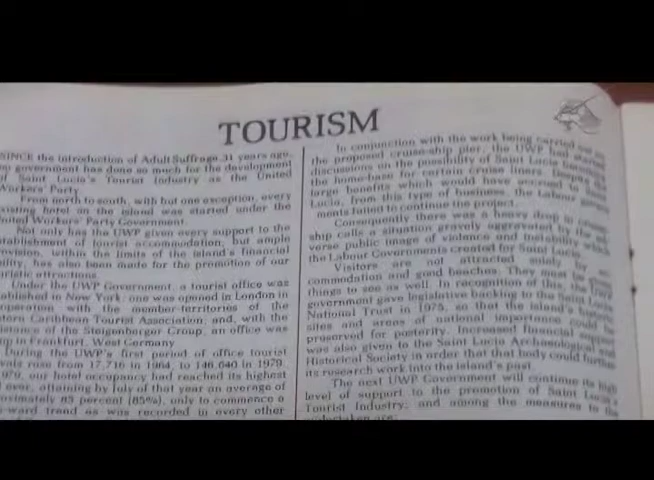 TOURISM
SINCE the introduction of Adult Suffrage 31 years ago,
no government has done so much for the development
of Saint Lucia's Tourist Industry as the United
Workers' Party
From north to south, with but one exception, every
existing hotel on the island was started under the
United Workers' Party Government.
Not only has the UWP given every support to the
establishment of tourist accommodation, but ample
provision, within the limits of the island's financial
has also been made for the promotion of our
touristic attractions.
Under the UWP Government, a tourist office was
established in New York, one was opened in London in
cooperation with the member-territories of the
Eastern Caribbean Tourist Association; and, with the
assistance of the Steigenberger Group, an office was
up in Frankfurt, West Germany
During the UWP's first period of office tourist
rose from 17,716 in 1964, to 146,640 in 1979.
our hotel occupancy had reached its highest
ever, attaining by July of that year an average of
approximately 85 percent (85%), only to commence a
downward trend as was recorded in every other
In conjunction with the work being carried out
the proposed cruise-ship pier, the UWP had started
discussions on the possibility of Saint Lucia becoming
the home-base for certain cruise liners. Despite the
large benefits which would have accrued to
Lucia, from this type of business, the Labour
ments failed to continue the project.
Consequently there was a heavy drop in
ship calls a situation gravely aggravated by the
verse public image of violence and instability which
the Labour Governments created for Saint Lucia.
Visitors are not attracted solely by
commodation and good beaches. They must be
things to see as well. In recognition of this, the UWP
government gave legislative backing to the Saint Lucia
National Trust in 1975, so that the island's
sites and areas of national importance could be
preserved for posterity. Increased financial support
was also given to the Saint Lucia Archaeological and
Historical Society in order that that body could further
its research work into the island's past.
The next UWP Government will continue its high
level of support to the promotion of Saint Lucia's
Tourist Industry; and among the measures to be
undertaken are: